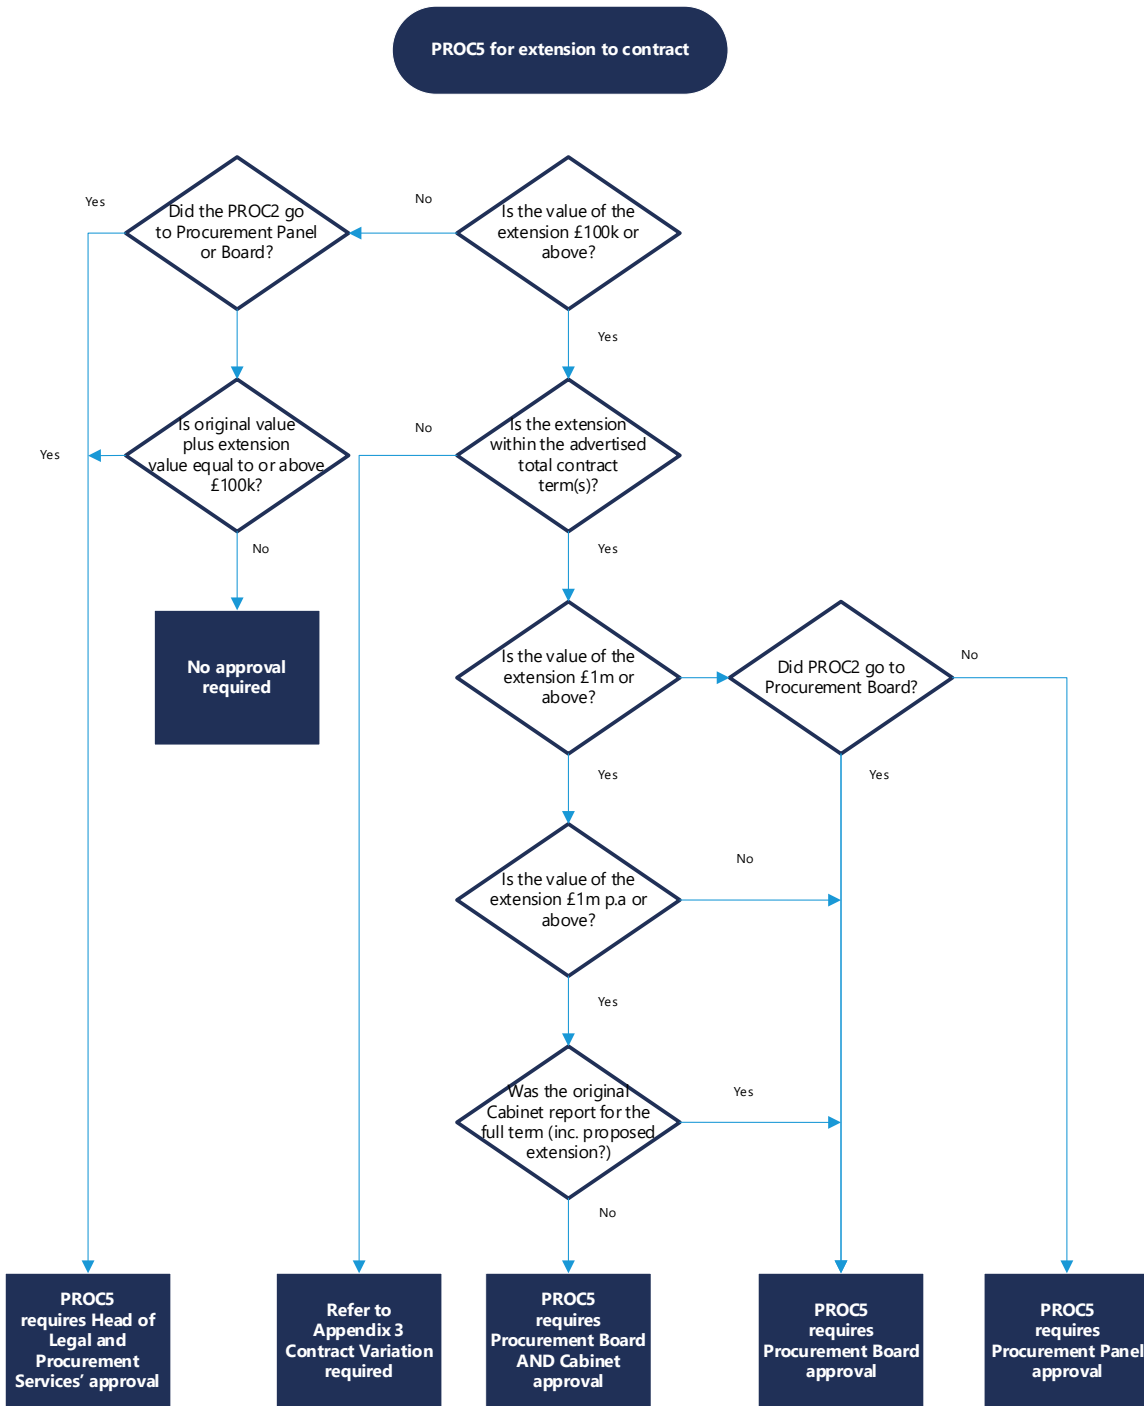 PROC5 for extension to contract
Yes
Did the PROC2 go
to Procurement Panel
or Board?
No
Is the value of the
extension £100k or
above?
Yes
Yes
Is original value
plus extension
value equal to or above
£100k?
No
Is the extension
within the advertised
total contract
term(s)?
No
Yes
No approval
required
Is the value of the
extension £1m or
above?
Did PROC2 go to
Procurement Board?
No
Yes
Yes
Is the value of the
extension £1m p.a or
above?
No
Yes
Was the original
Cabinet report for the
full term (inc. proposed
extension?)
Yes
No
PROC5
requires Head of
Legal and
Procurement
Services’ approval
Refer to
Appendix 3
Contract Variation
required
PROC5
requires
Procurement Board
AND Cabinet
approval
PROC5
requires
Procurement Board
approval
PROC5
requires
Procurement Panel
approval